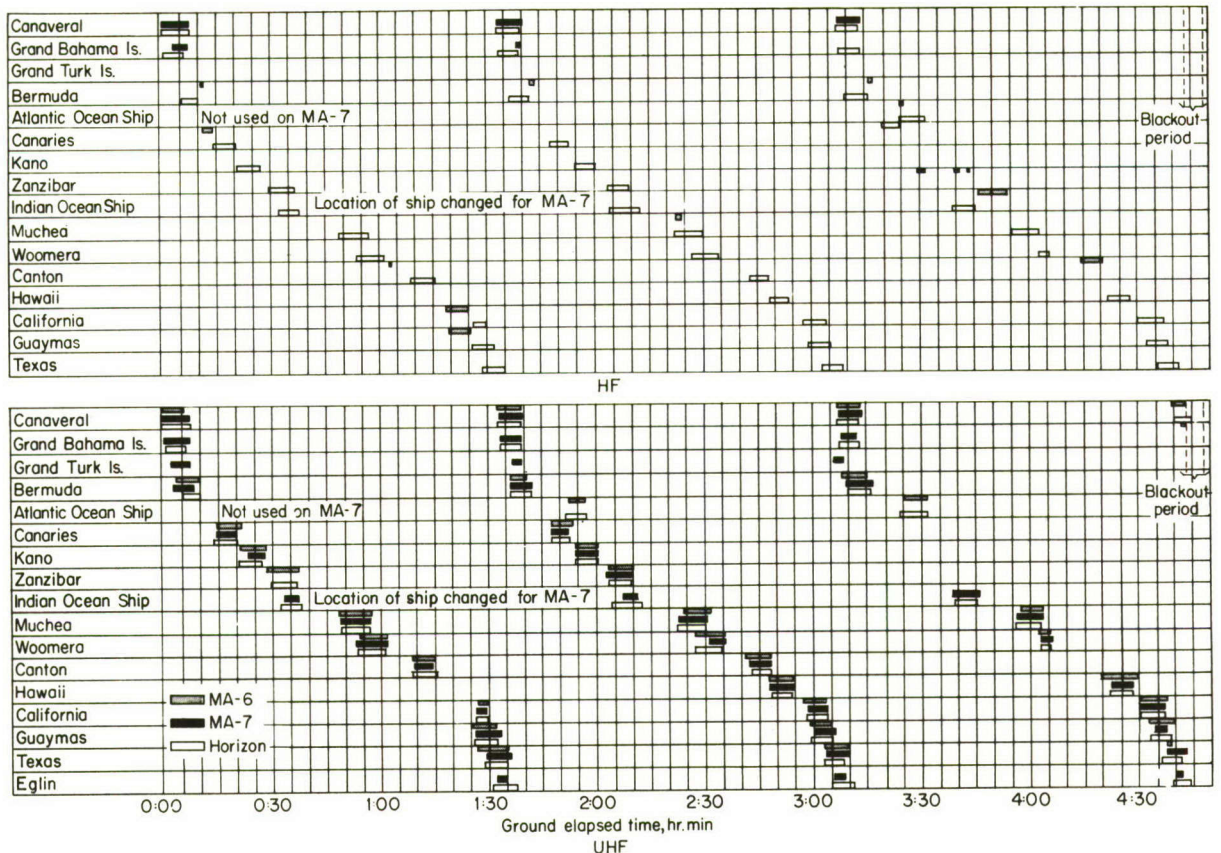 Canaveral
Grand Bahama Is.
Grand Turk Is.
Bermuda
Atlantic Ocean Ship
Not used on MA-7
Canaries
Kano
Zanzibar
Indian Ocean Ship
Location of ship changed for MA-7
Muchea
Woomera
Canton
Hawaii
California
Guaymas
Texas
Blackout
period
HF
Canaveral
Grand Bahama Is.
Grand Turk Is.
Bermuda
Atlantic Ocean Ship
Not used on MA-7
Canaries
Kano
Zanzibar
Indian Ocean Ship
Location of ship changed for MA-7
Muchea
Woomera
Canton
Hawaii
California
Guaymas
Texas
Eglin
MA-6
MA-7
Horizon
Blackout
period
0:00 0:30 1:00 1:30 2:00 2:30 3:00 3:30 4:00 4:30
Ground elapsed time, hr. min
UHF